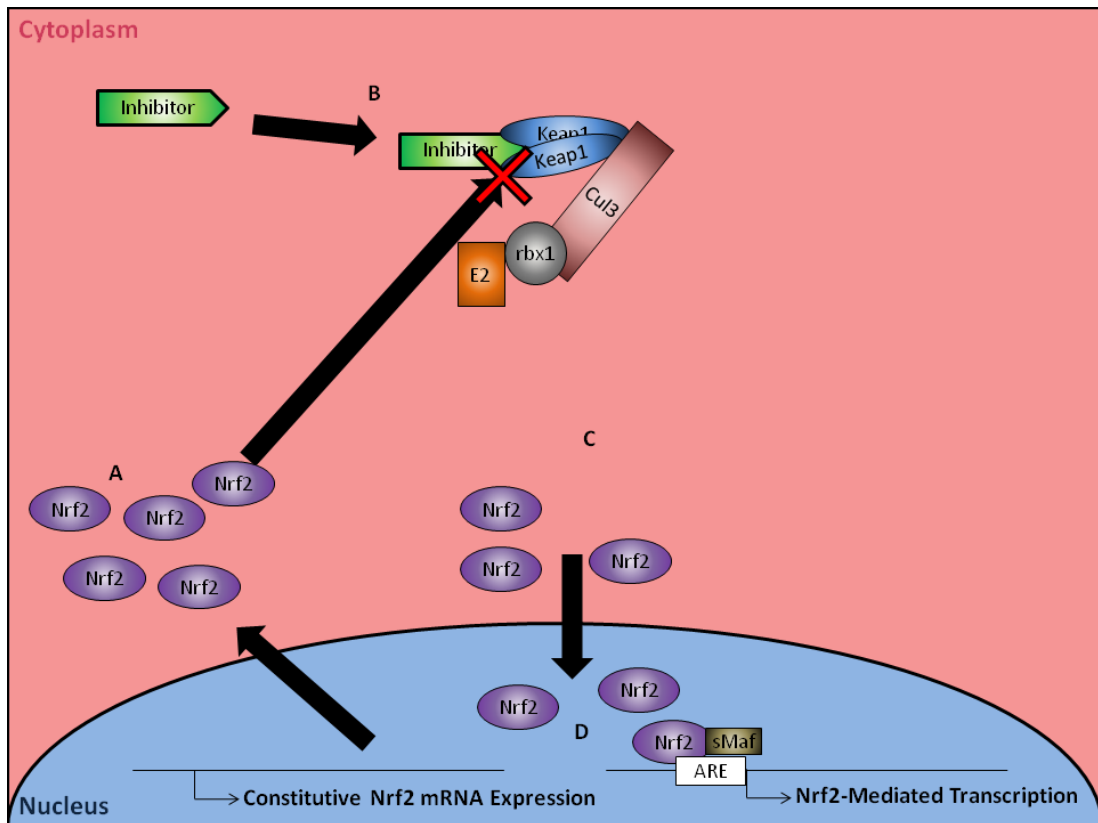 Cytoplasm
B
Inhibitor
Inhibitor
Keap1
Keap1
Cul3
rbx1
E2
C
A
Nrf2
Nrf2
Nrf2
Nrf2
Nrf2
Nrf2
Nrf2
Nrf2
Nrf2
Nrf2
D
Nrf2
sMaf
ARE
Constitutive Nrf2 mRNA Expression
Nrf2-Mediated Transcription
Nucleus